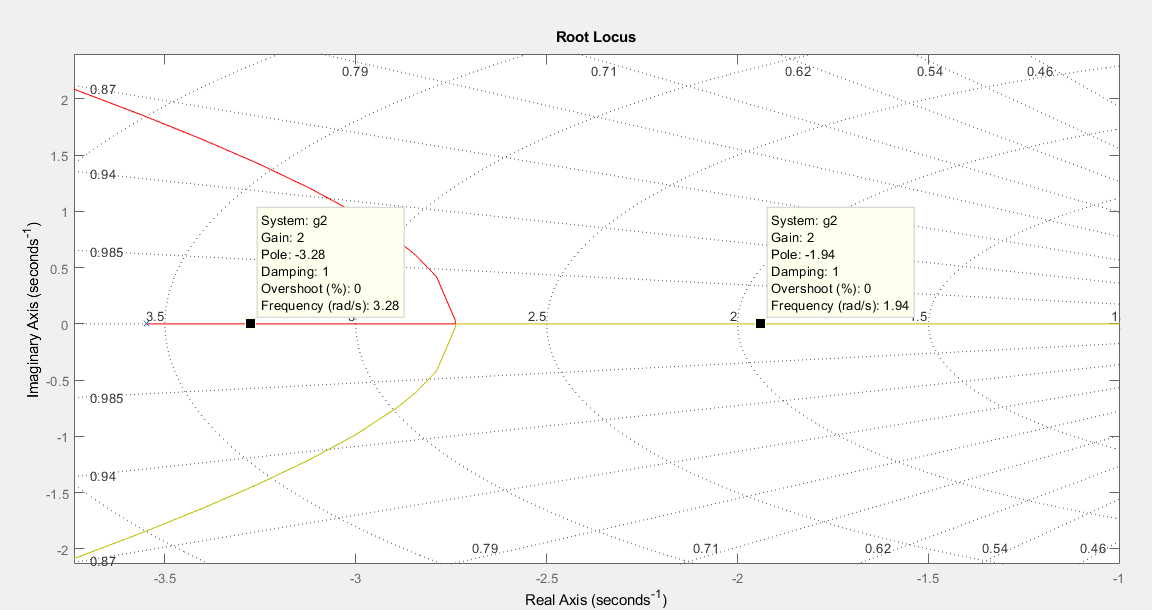 Root Locus
0.79 0.71 0.62 0.54 0.46
0.87
2
1.5
0.94
1
System: g2
Gain: 2
Pole: -3.28
Damping: 1
Overshoot (%): 0
Frequency (rad/s): 3.28
System: g2
Gain: 2
Pole: -1.94
Damping: 1
Overshoot (%): 0
Frequency (rad/s): 1.94
0.985
0.5
3.5 2.5 2 1
0
-0.5
0.985
-1
0.94
-1.5
0.79 0.71 0.62 0.54 0.46
-2
0.87
-3.5 -3 -2.5 -2 -1.5 -1
Real Axis (seconds-1)
Imaginary Axis (seconds-1)